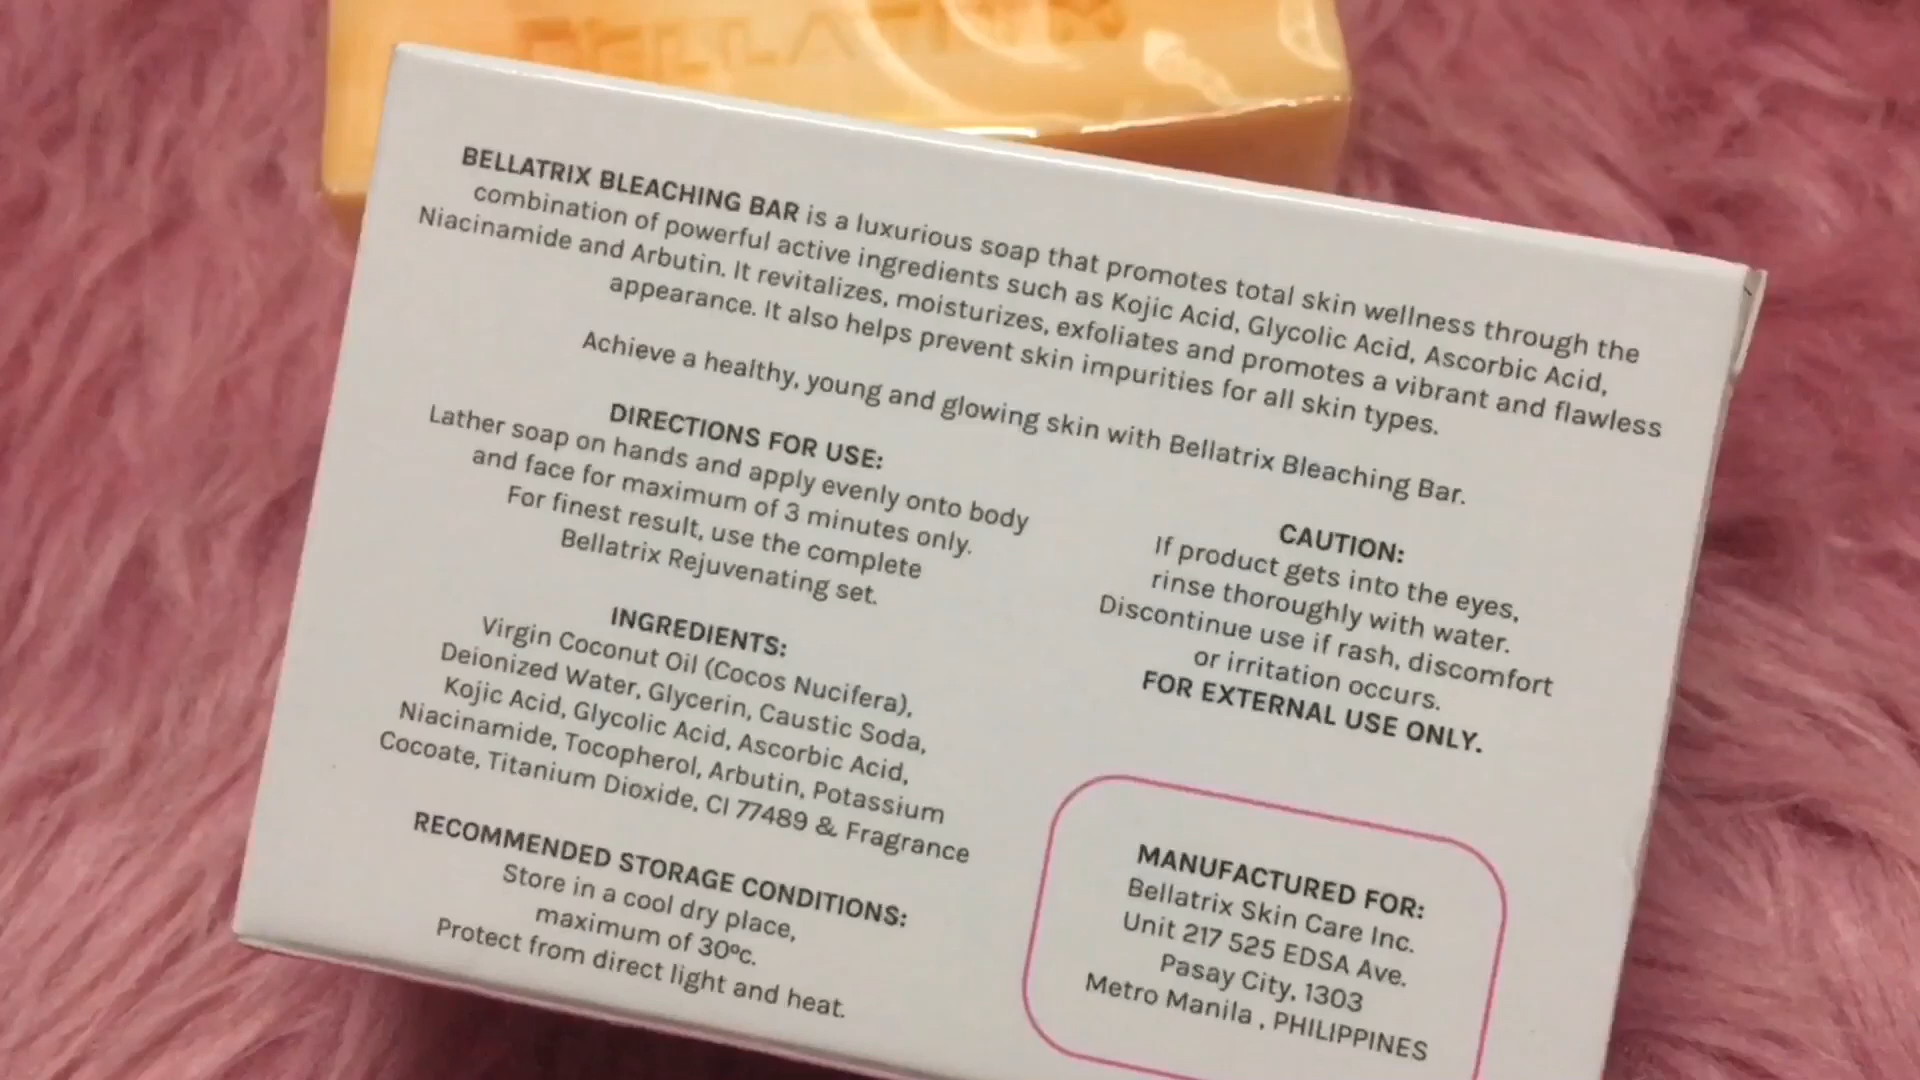 BELLATRIX
BELLATRIX BLEACHING BAR is a luxurious soap that promotes total skin wellness through the
combination of powerful active ingredients such as Kojic Acid, Glycolic Acid, Ascorbic Acid,
Niacinamide and Arbutin. It revitalizes, moisturizes, exfoliates and promotes a vibrant and flawless
appearance. It also helps prevent skin impurities for all skin types.
Achieve a healthy, young and glowing skin with Bellatrix Bleaching Bar.
DIRECTIONS FOR USE:
Lather soap on hands and apply evenly onto body
and face for maximum of 3 minutes only.
For finest result, use the complete
Bellatrix Rejuvenating set.
INGREDIENTS:
Virgin Coconut Oil (Cocos Nucifera),
Deionized Water, Glycerin, Caustic Soda,
Kojic Acid, Glycolic Acid, Ascorbic Acid,
Niacinamide, Tocopherol, Arbutin, Potassium
Cocoate, Titanium Dioxide, CI 77489 & Fragrance
RECOMMENDED STORAGE CONDITIONS:
Store in a cool dry place,
maximum of 30ºc.
Protect from direct light and heat.
CAUTION:
If product gets into the eyes,
rinse thoroughly with water.
Discontinue use if rash, discomfort
or irritation occurs.
FOR EXTERNAL USE ONLY.
MANUFACTURED FOR:
Bellatrix Skin Care Inc.
Unit 217 525 EDSA Ave.
Pasay City, 1303
Metro Manila , PHILIPPINES